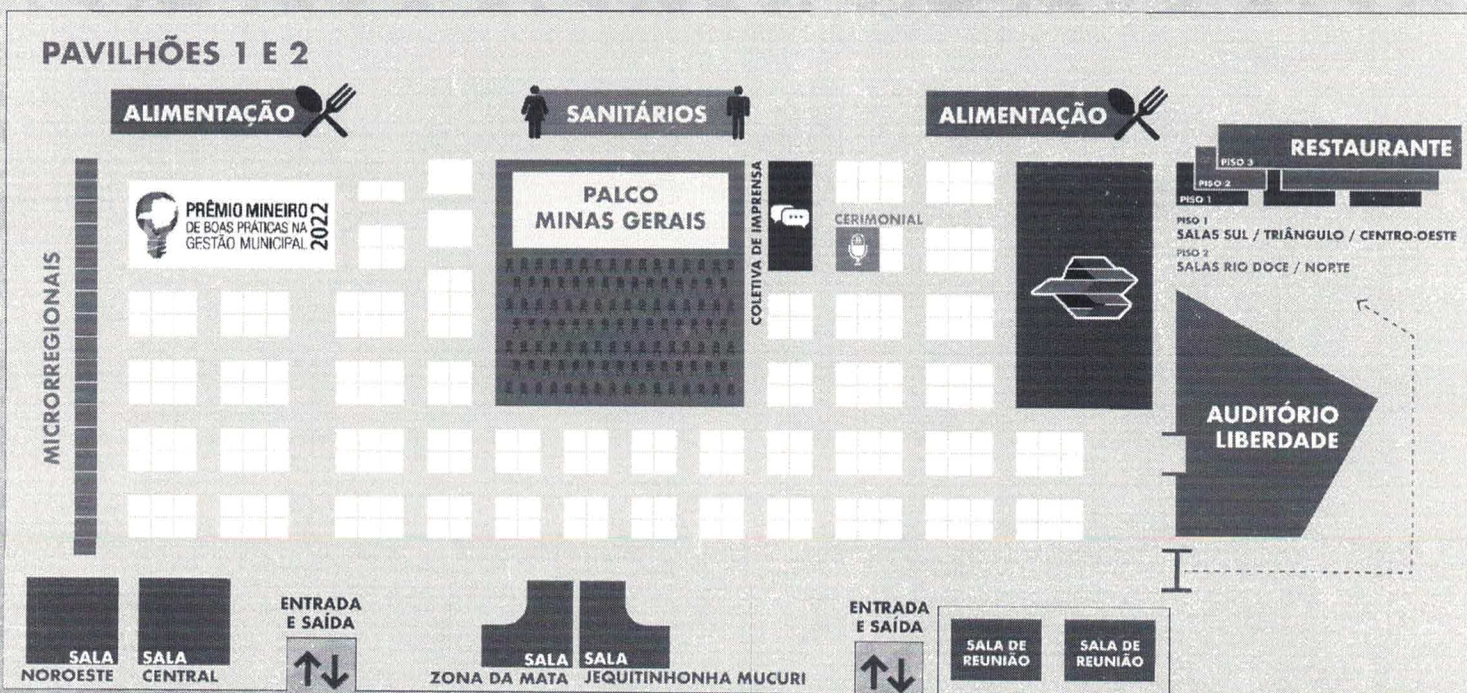 PAVILHÕES 1 E 2
ALIMENTAÇÃO
SANITÁRIOS
ALIMENTAÇÃO
RESTAURANTE
PISO 3
PISO 2
PISO 1
PISO 1
SALAS SUL / TRIÂNGULO / CENTRO-OESTE
PISO 2
SALAS RIO DOCE / NORTE
PRÊMIO MINEIRO
DE BOAS PRÁTICAS NA
GESTÃO MUNICIPAL
2022
PALCO
MINAS GERAIS
COLETIVA DE IMPRENSA
CERIMONIAL
MICRORREGIONAIS
AUDITÓRIO
LIBERDADE
SALA
NOROESTE
SALA
CENTRAL
ENTRADA
E SAÍDA
SALA
ZONA DA MATA
SALA
JEQUITINHONHA MUCURI
ENTRADA
E SAÍDA
SALA DE
REUNIÃO
SALA DE
REUNIÃO